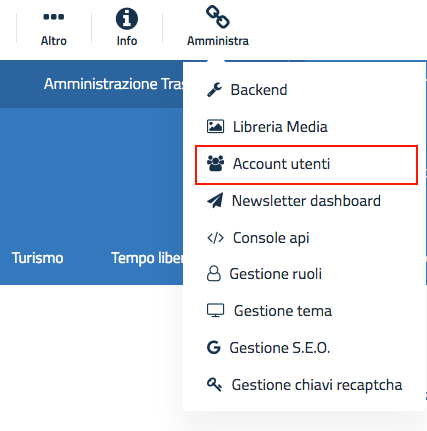 Altro
Info
Amministra
Amministrazione Tras
Backend
Libreria Media
Account utenti
Newsletter dashboard
Console api
Gestione ruoli
Turismo
Tempo liber
Gestione tema
Gestione S.E.O.
Gestione chiavi recaptcha